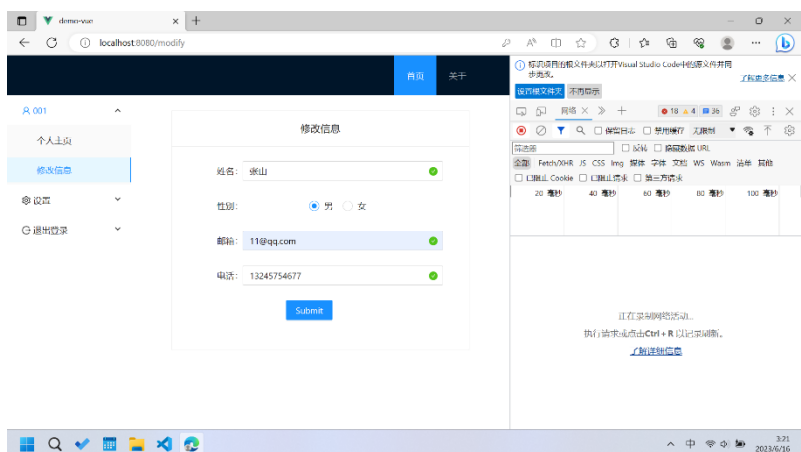 demo-vue
localhost:8080/modify
首页 关于
001
个人主页
修改信息
设置
退出登录
修改信息
姓名: 张山
性别: 男 女
邮箱: 11@qq.com
电话: 13245754677
Submit
标识项目的根文件夹以打开Visual Studio Code中的源文件并同
步更改。
了解更多信息
设置根文件夹 不再显示
网络 18 4 36
保留日志 禁用缓存 无限制
筛选器 反转 隐藏数据 URL
全部 Fetch/XHR JS CSS Img 媒体 字体 文档 WS Wasm 清单 其他
已阻止 Cookie 已阻止请求 第三方请求
20 毫秒 40 毫秒 60 毫秒 80 毫秒 100 毫秒
正在录制网络活动...
执行请求或点击Ctrl + R 以记录刷新。
了解详细信息
中 3:21
2023/6/16